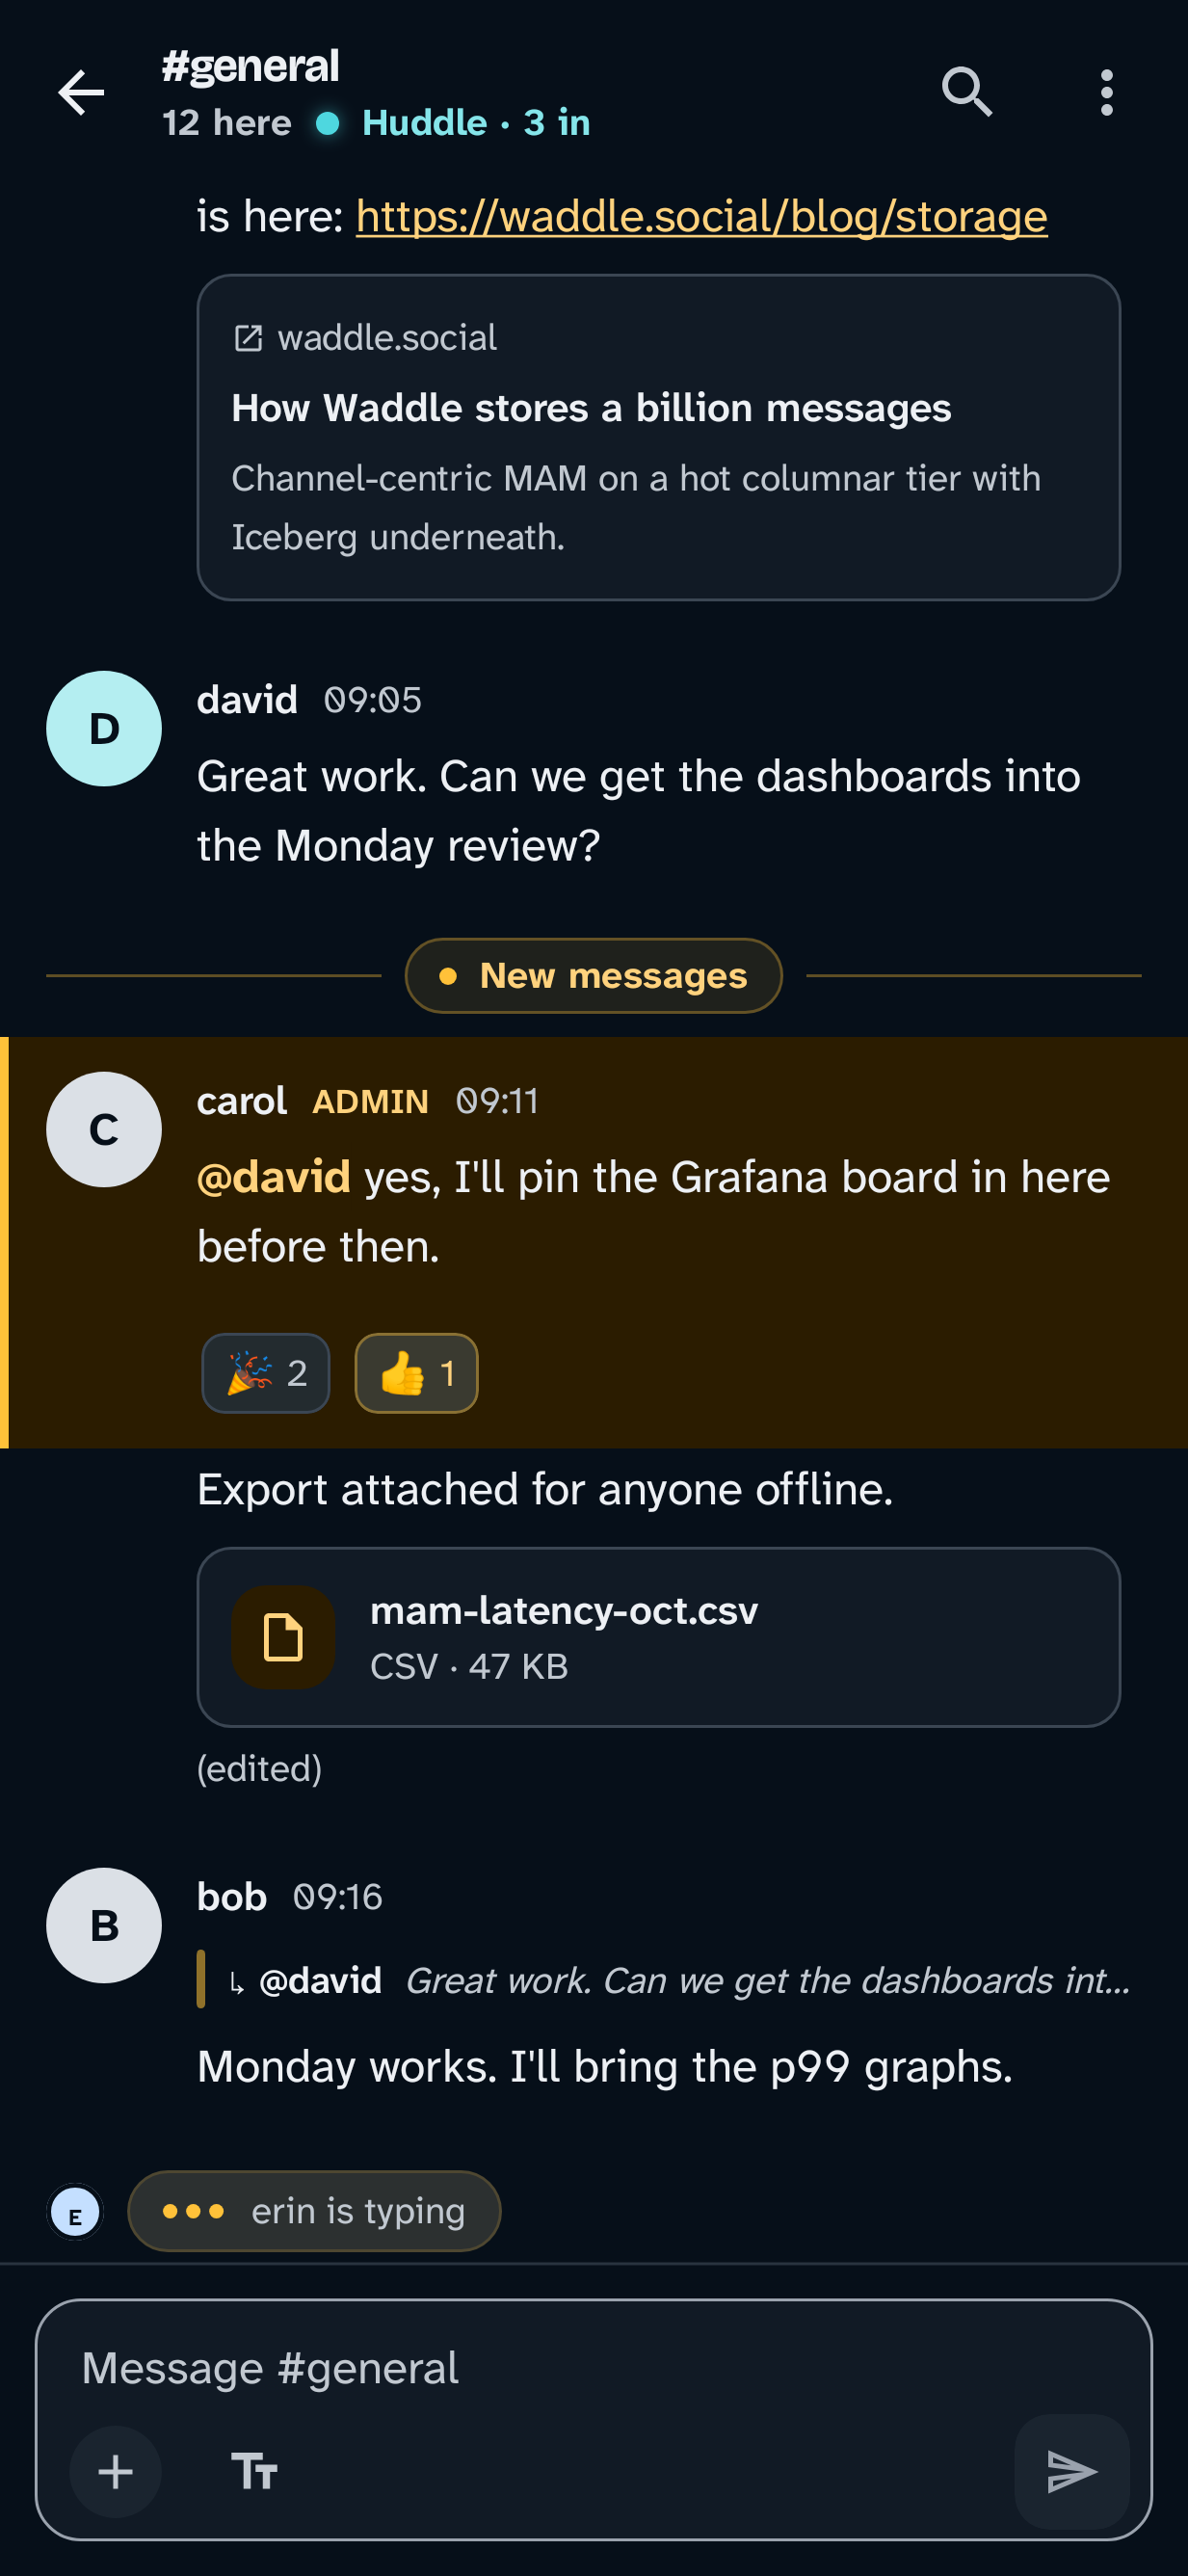 #general
12 here Huddle · 3 in
is here: https://waddle.social/blog/storage
waddle.social
How Waddle stores a billion messages
Channel-centric MAM on a hot columnar tier with
Iceberg underneath.
D
david 09:05
Great work. Can we get the dashboards into
the Monday review?
New messages
C
carol ADMIN 09:11
@david yes, I'll pin the Grafana board in here
before then.
🎉 2 👍 1
Export attached for anyone offline.
mam-latency-oct.csv
CSV · 47 KB
(edited)
B
bob 09:16
↳ @david Great work. Can we get the dashboards int...
Monday works. I'll bring the p99 graphs.
E
erin is typing
Message #general
Tт